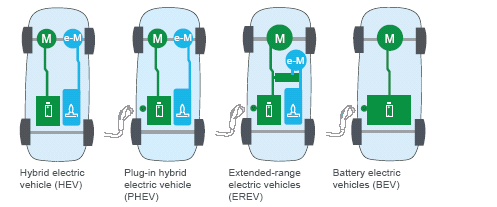 M e-M
M e-M
M
e-M
M
Hybrid electric
vehicle (HEV)
Plug-in hybrid
electric vehicle
(PHEV)
Extended-range
electric vehicles
(EREV)
Battery electric
vehicles (BEV)